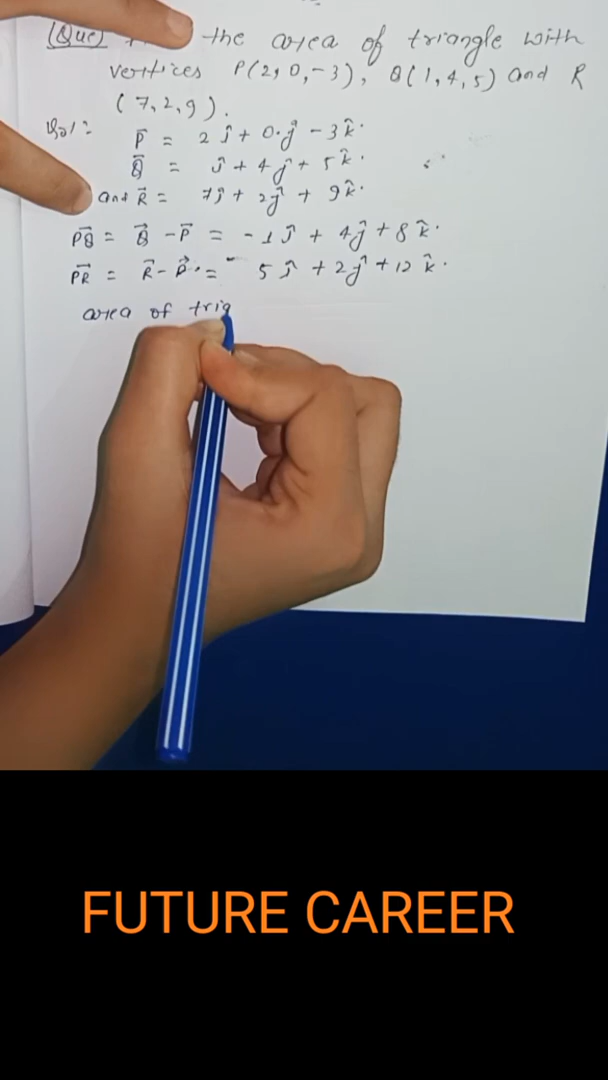 (Que) the area of triangle with
vertices P(2,0,-3), Q(1,4,5) and R
(7,2,9).
Sol:- P⃗ = 2î + 0.ĵ - 3k̂.
Q⃗ = î + 4ĵ + 5k̂.
and R⃗ = 7î + 2ĵ + 9k̂.
PQ⃗ = Q⃗ - P⃗ = -1î + 4ĵ + 8k̂.
PR⃗ = R⃗ - P⃗ = 5î + 2ĵ + 12k̂.
area of tria
FUTURE CAREER